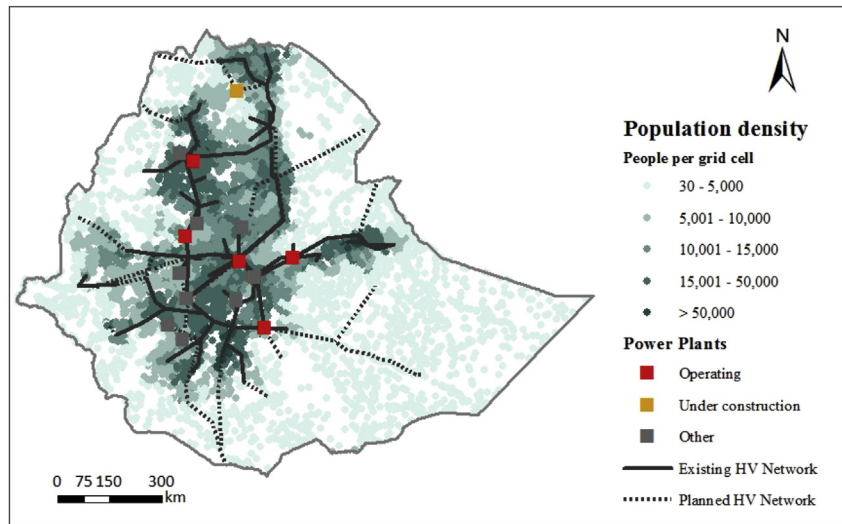 N
Population density
People per grid cell
30 - 5,000
5,001 - 10,000
10,001 - 15,000
15,001 - 50,000
> 50,000
Power Plants
Operating
Under construction
Other
Existing HV Network
Planned HV Network
0 75 150 300
km